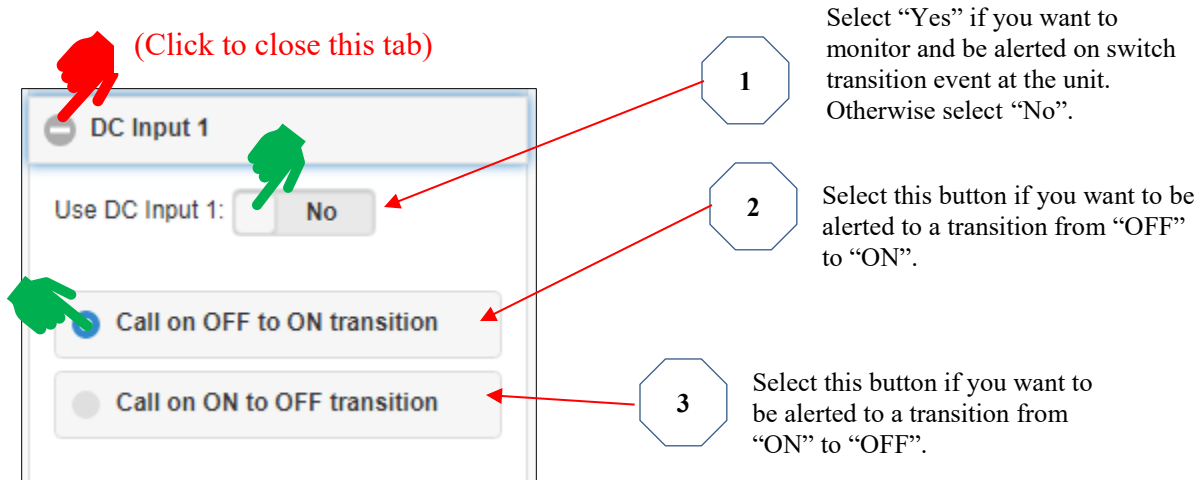 (Click to close this tab)
DC Input 1
Use DC Input 1:
No
Call on OFF to ON transition
Call on ON to OFF transition
1
Select “Yes” if you want to
monitor and be alerted on switch
transition event at the unit.
Otherwise select “No”.
2
Select this button if you want to be
alerted to a transition from “OFF”
to “ON”.
3
Select this button if you want to
be alerted to a transition from
“ON” to “OFF”.